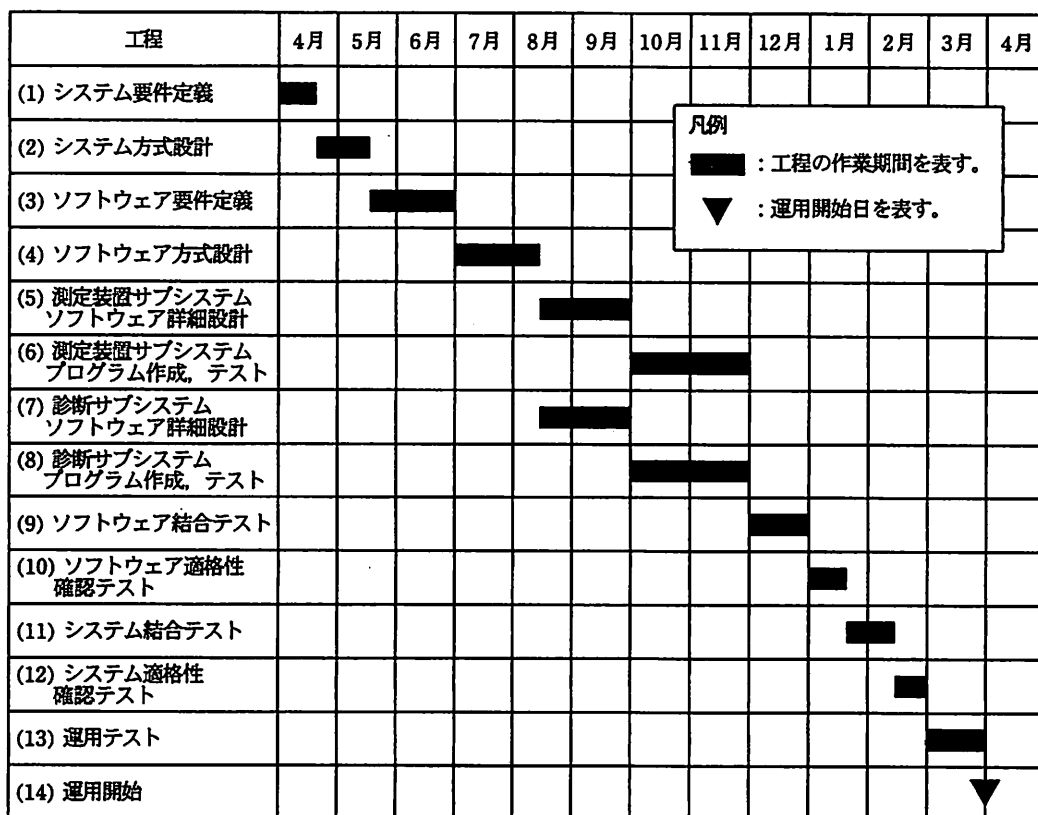 工程 4月 5月 6月 7月 8月 9月 10月 11月 12月 1月 2月 3月 4月
(1) システム要件定義
凡例
：工程の作業期間を表す。
：運用開始日を表す。
(2) システム方式設計
(3) ソフトウェア要件定義
(4) ソフトウェア方式設計
(5) 測定装置サブシステム
ソフトウェア詳細設計
(6) 測定装置サブシステム
プログラム作成，テスト
(7) 診断サブシステム
ソフトウェア詳細設計
(8) 診断サブシステム
プログラム作成，テスト
(9) ソフトウェア結合テスト
(10) ソフトウェア適格性
確認テスト
(11) システム結合テスト
(12) システム適格性
確認テスト
(13) 運用テスト
(14) 運用開始